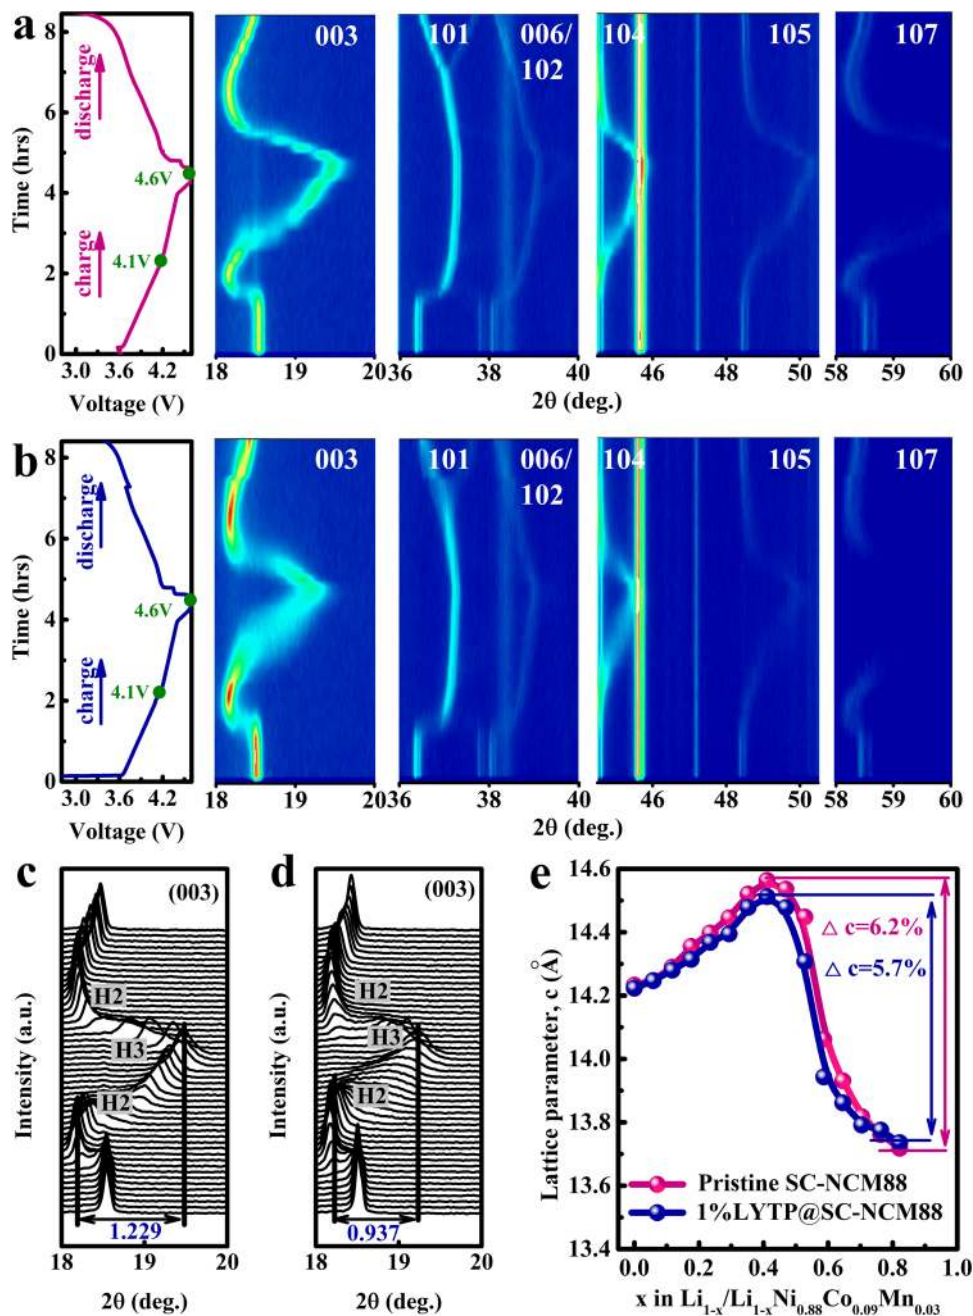 a
003
101
006/
102
104
105
107
discharge
charge
4.6V
4.1V
Time (hrs)
8
6
4
2
0
3.0 3.6 4.2
Voltage (V)
18 19 20
36 38 40
46 48 50
58 59 60
2θ (deg.)
b
003
101
006/
102
104
105
107
discharge
charge
4.6V
4.1V
Time (hrs)
8
6
4
2
0
3.0 3.6 4.2
Voltage (V)
18 19 20
36 38 40
46 48 50
58 59 60
2θ (deg.)
c
(003)
H2
H3
H2
1.229
Intensity (a.u.)
18 19 20
2θ (deg.)
d
(003)
H2
H3
H2
0.937
Intensity (a.u.)
18 19 20
2θ (deg.)
e
14.6
14.4
14.2
14.0
13.8
13.6
13.4
Lattice parameter, c (Å)
△ c=6.2%
△ c=5.7%
Pristine SC-NCM88
1%LYTP@SC-NCM88
0.0 0.2 0.4 0.6 0.8 1.0
x in Li1-x/Li1-xNi0.88Co0.09Mn0.03